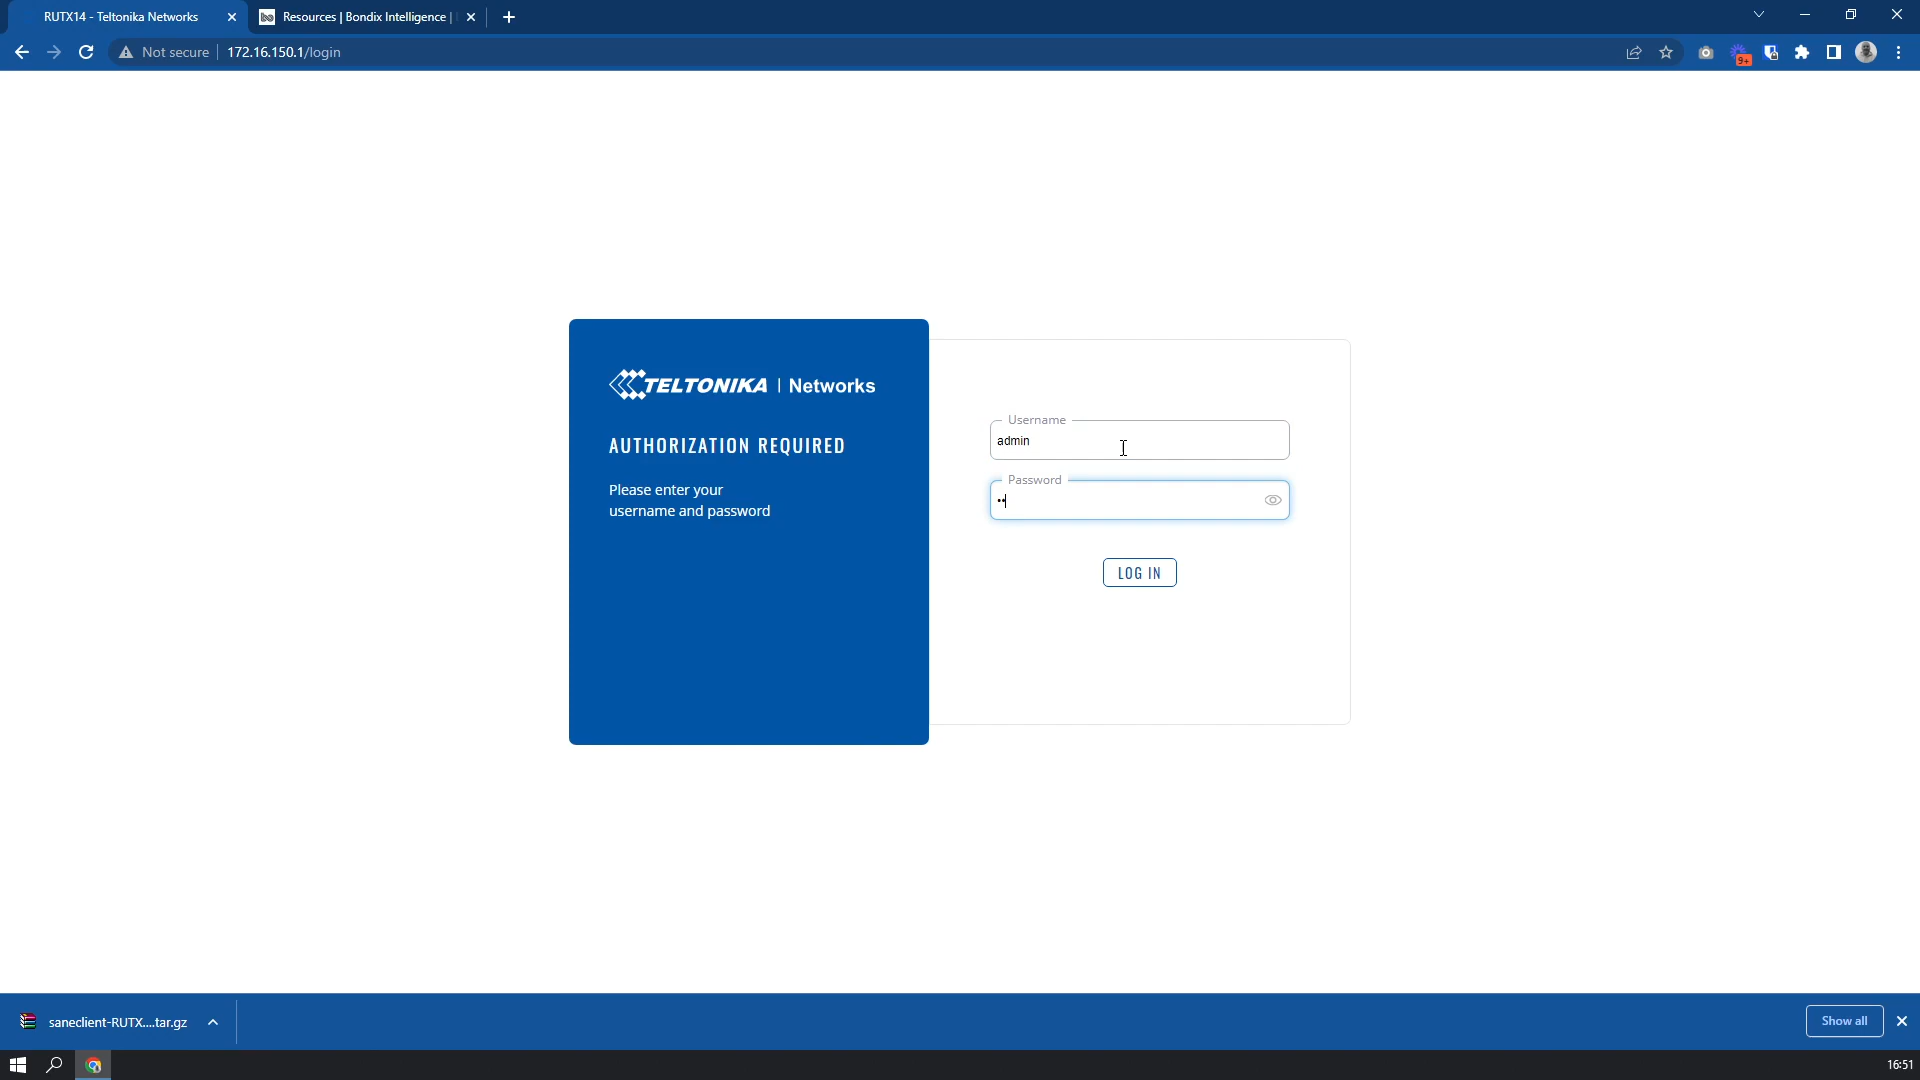 RUTX14 - Teltonika Networks
Resources | Bondix Intelligence |
Not secure
172.16.150.1/login
9+
TELTONIKA | Networks
AUTHORIZATION REQUIRED
Please enter your
username and password
Username
admin
Password
••
LOG IN
saneclient-RUTX....tar.gz
Show all
16:51